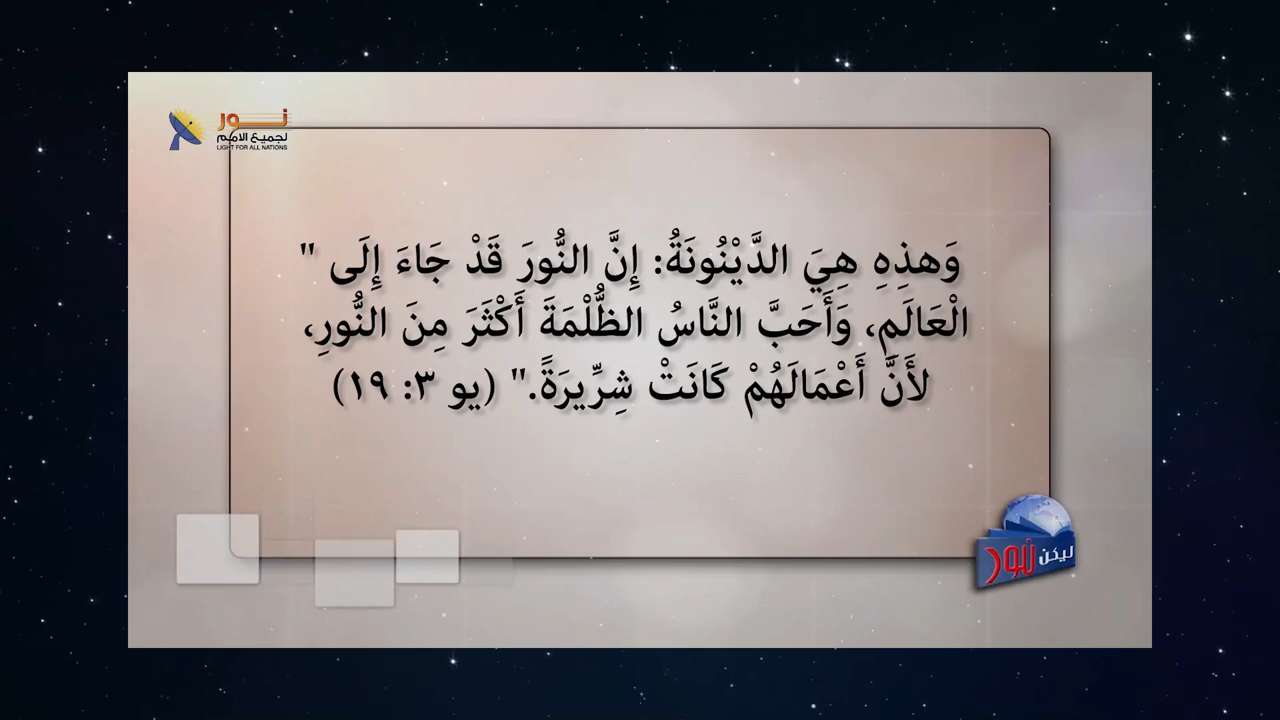 نور
لجميع الامم
LIGHT FOR ALL NATIONS
وَهذِهِ هِيَ الدَّيْنُونَةُ: إِنَّ النُّورَ قَدْ جَاءَ إِلَى "
الْعَالَمِ، وَأَحَبَّ النَّاسُ الظُّلْمَةَ أَكْثَرَ مِنَ النُّورِ،
لأَنَّ أَعْمَالَهُمْ كَانَتْ شِرِّيرَةً." (يو ٣: ١٩)
ليكن نور